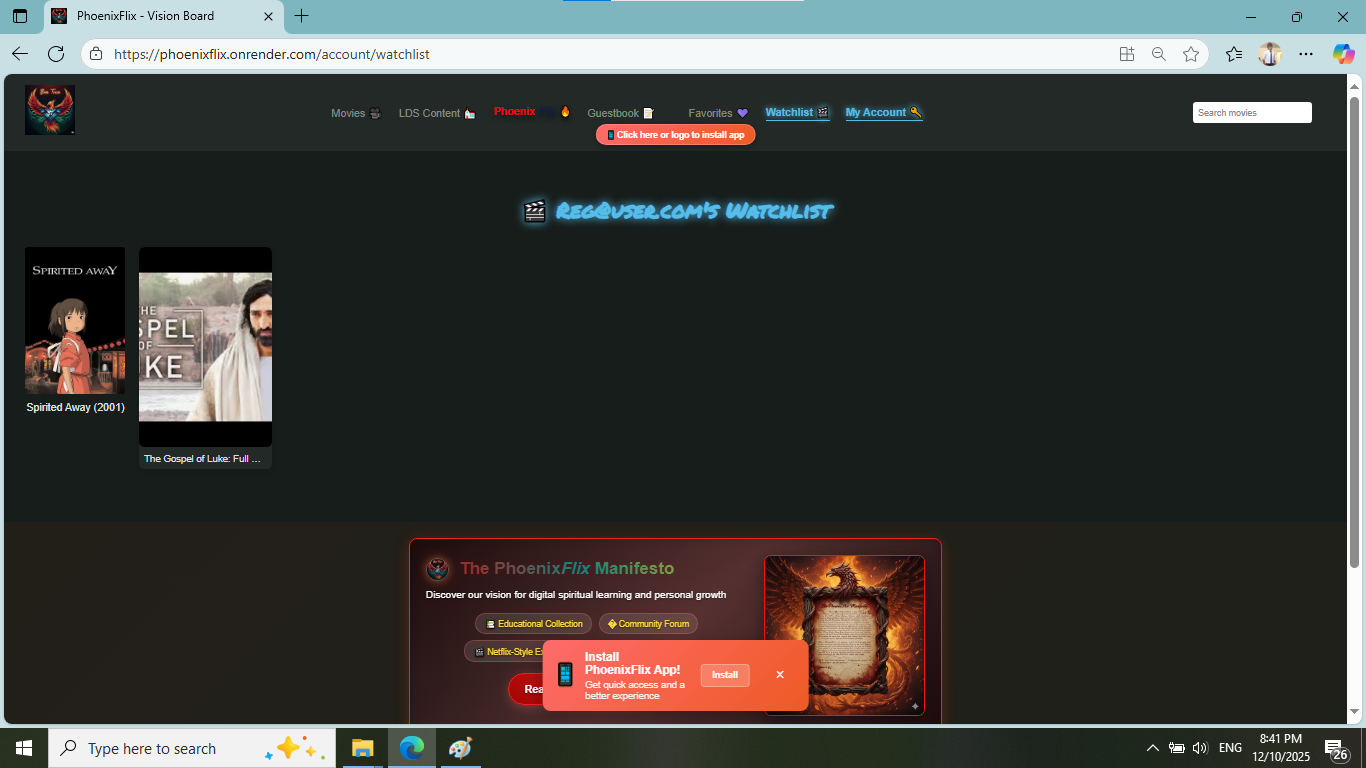 PhoenixFlix - Vision Board
https://phoenixflix.onrender.com/account/watchlist
Movies
LDS Content
Phoenix
Guestbook
Favorites
Watchlist
My Account
Search movies
Click here or logo to install app
Reg@user.com's Watchlist
SPIRITED AWAY
Spirited Away (2001)
THE
SPEL
OF
KE
The Gospel of Luke: Full ...
The PhoenixFlix Manifesto
Discover our vision for digital spiritual learning and personal growth
Educational Collection
� Community Forum
Netflix-Style Ex
Rea
Install
PhoenixFlix App!
Get quick access and a
better experience
Install
×
Type here to search
ENG
8:41 PM
12/10/2025
26